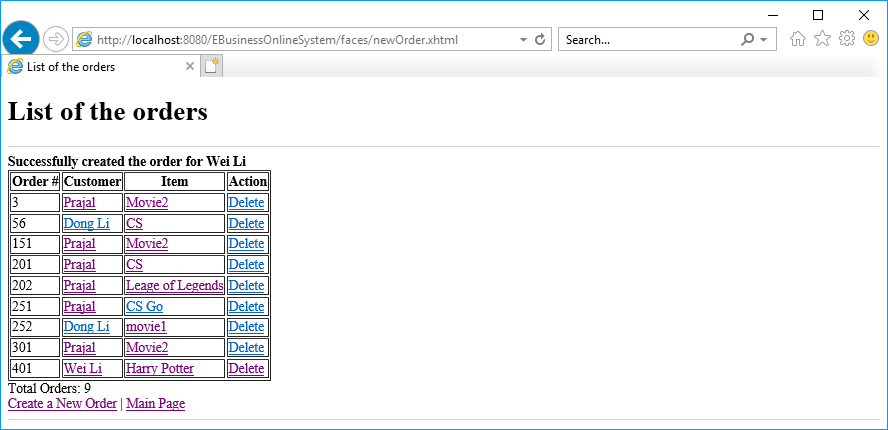 http://localhost:8080/EBusinessOnlineSystem/faces/newOrder.xhtml Search...
List of the orders
List of the orders
Successfully created the order for Wei Li
Order # Customer Item Action
3 Prajal Movie2 Delete
56 Dong Li CS Delete
151 Prajal Movie2 Delete
201 Prajal CS Delete
202 Prajal Leage of Legends Delete
251 Prajal CS Go Delete
252 Dong Li movie1 Delete
301 Prajal Movie2 Delete
401 Wei Li Harry Potter Delete
Total Orders: 9
Create a New Order | Main Page